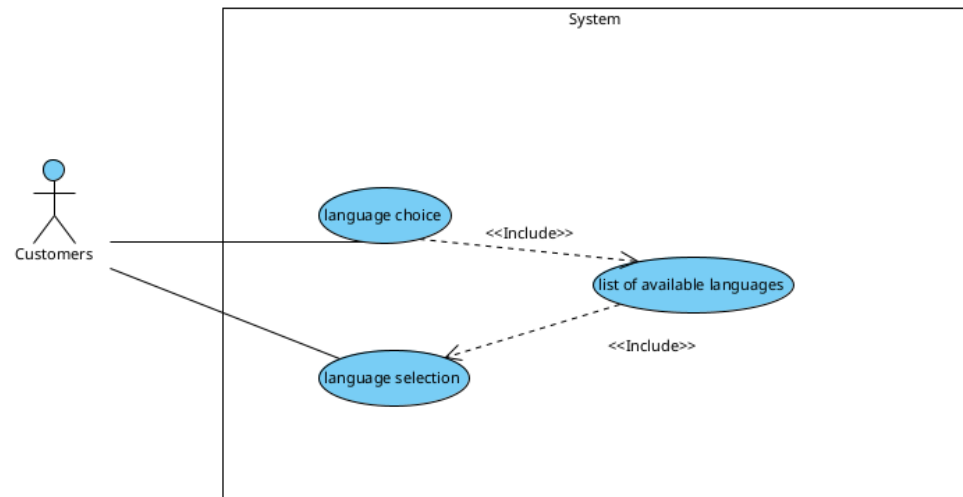 System
language choice
<<Include>>
Customers
list of available languages
<<Include>>
language selection